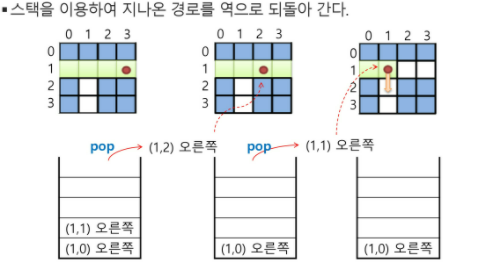 ▪스택을 이용하여 지나온 경로를 역으로 되돌아 간다.
0 1 2 3
0
1
2
3
0 1 2 3
0
1
2
3
0 1 2 3
0
1
2
3
pop
(1,2) 오른쪽
pop
(1,1) 오른쪽
(1,1) 오른쪽
(1,0) 오른쪽
(1,0) 오른쪽
(1,0) 오른쪽